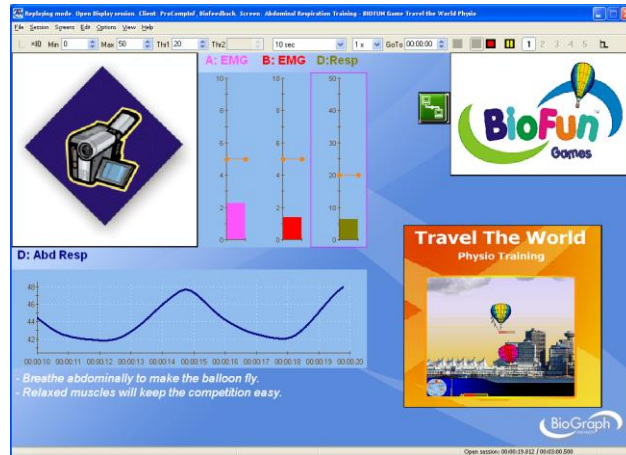 Replaying mode  Open Display session  Client  ProCompInf , Biofeedback  Screen  Abdominal Respiration Training - BIOFUN Game Travel the World Physio
File Session Screens Edit Options View Help
×10 Min 0 Max 50 Thr1 20 Thr2 10 sec 1 x GoTo 00:00:00 1 2 3 4 5
A: EMG B: EMG D:Resp
10 10 50
8 8 40
6 6 30
4 4 20
2 2 10
0 0 0
BioFun
Games
Travel The World
Physio Training
D: Abd Resp
48
46
44
42
00:00:10 00:00:11 00:00:12 00:00:13 00:00:14 00:00:15 00:00:16 00:00:17 00:00:18 00:00:19 00:00:20
- Breathe abdominally to make the balloon fly.
- Relaxed muscles will keep the competition easy.
BioGraph
Open session: 00:00:19.812 / 00:03:00.500